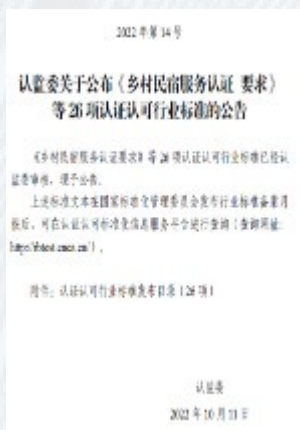 2022 年第 14 号
认监委关于公布《乡村民宿服务认证 要求》
等 26 项认证认可行业标准的公告
《乡村民宿服务认证要求》等 26 项认证认可行业标准已经认
监委审核，现予公告。
上述标准文本在国家标准化管理委员会发布行业标准备案月
报后，可在认证认可标准化信息服务平台进行查询（查询网址：
附件：认证认可行业标准发布目录（26 项）
认监委
2022 年 10 月 11 日